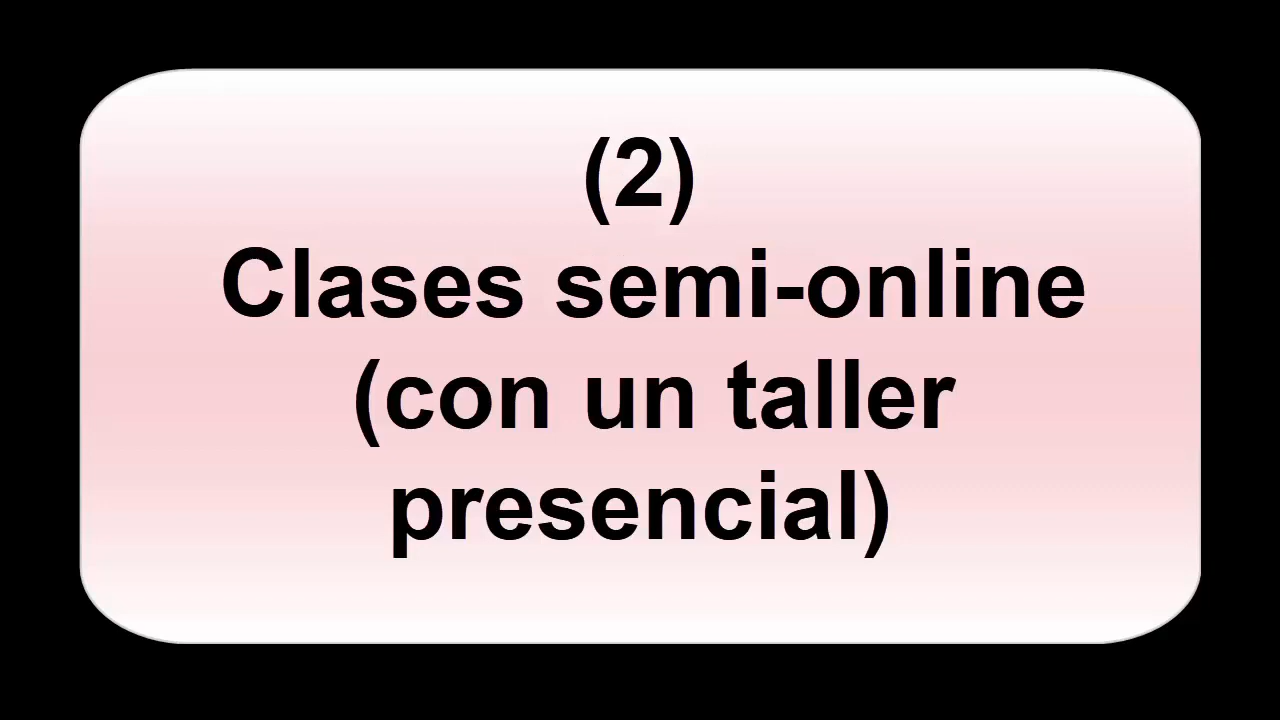 (2)
Clases semi-online
(con un taller
presencial)